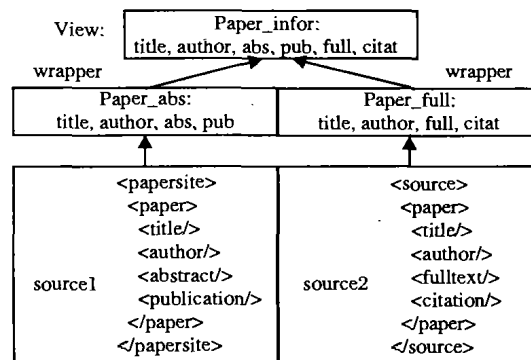 View:
Paper_infor:
title, author, abs, pub, full, citat
wrapper
wrapper
Paper_abs:
title, author, abs, pub
Paper_full:
title, author, full, citat
source1
<papersite>
<paper>
<title/>
<author/>
<abstract/>
<publication/>
</paper>
</papersite>
source2
<source>
<paper>
<title/>
<author/>
<fulltext/>
<citation/>
</paper>
</source>